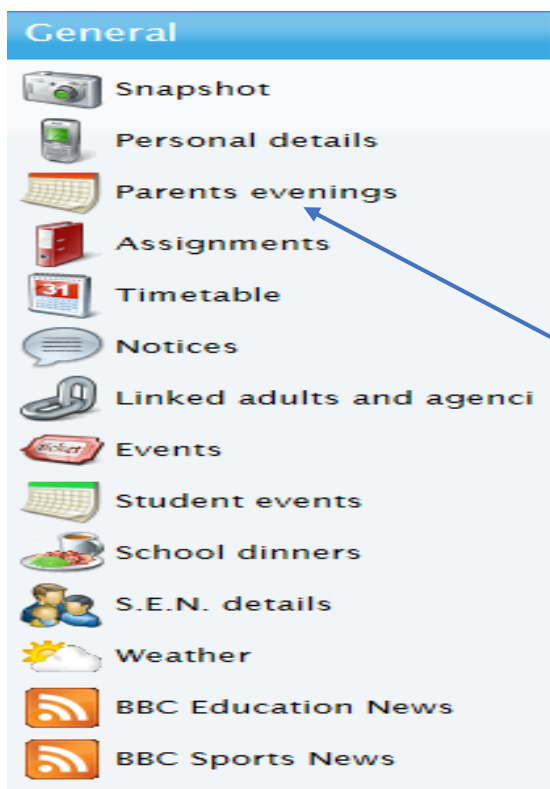 General
Snapshot
Personal details
Parents evenings
Assignments
31
Timetable
Notices
Linked adults and agenci
ticket
Events
Student events
School dinners
S.E.N. details
Weather
BBC Education News
BBC Sports News